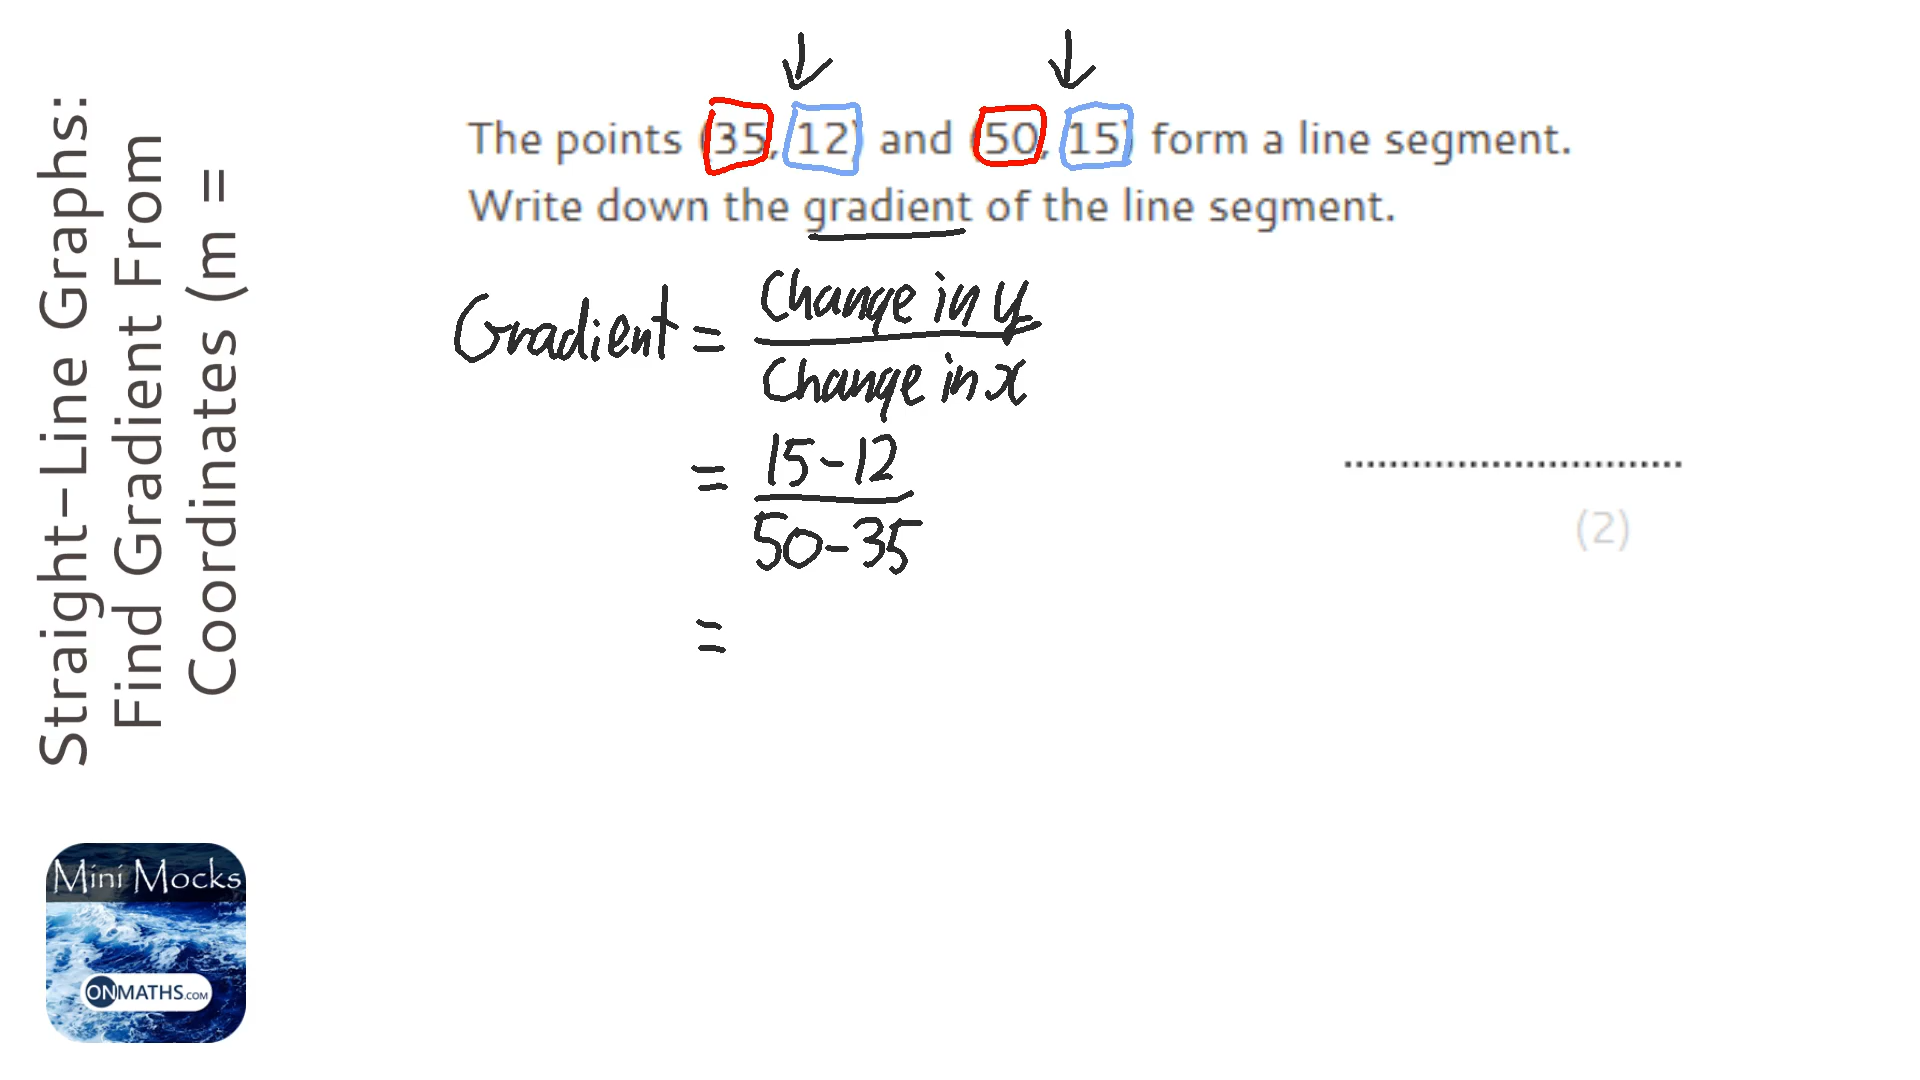 Straight-Line Graphs:
Find Gradient From
Coordinates (m =
The points (35, 12) and (50, 15) form a line segment.
Write down the gradient of the line segment.
Gradient = Change in y / Change in x
= 15 - 12 / 50 - 35
=
................................
(2)
Mini Mocks
ONMATHS.COM